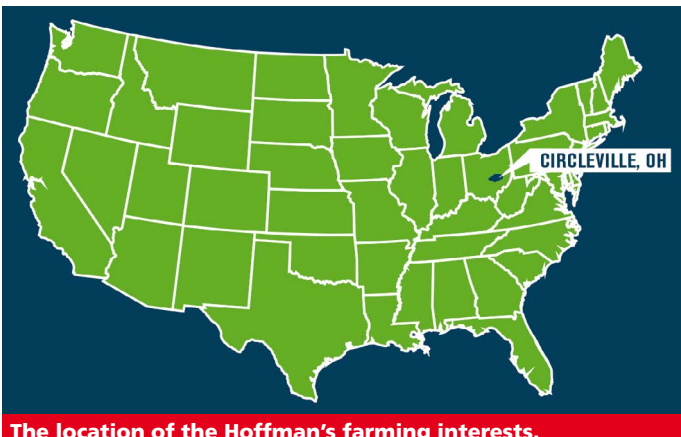 CIRCLEVILLE, OH
The location of the Hoffman's farming interests.